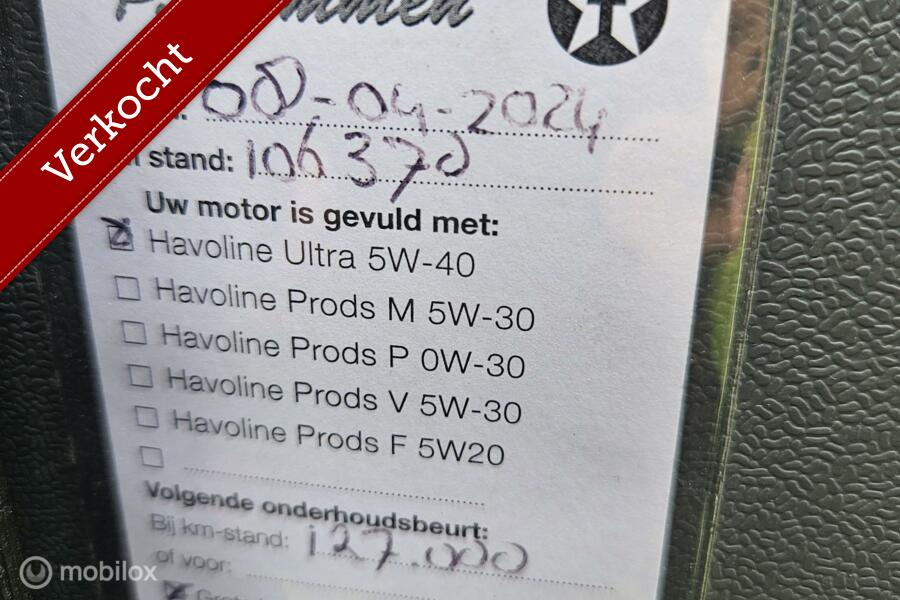 Verkocht
08-04-2024
stand: 106370
Uw motor is gevuld met:
Havoline Ultra 5W-40
Havoline Prods M 5W-30
Havoline Prods P 0W-30
Havoline Prods V 5W-30
Havoline Prods F 5W20
Volgende onderhoudsbeurt:
Bij km-stand: 127.000
of voor:
mobilox